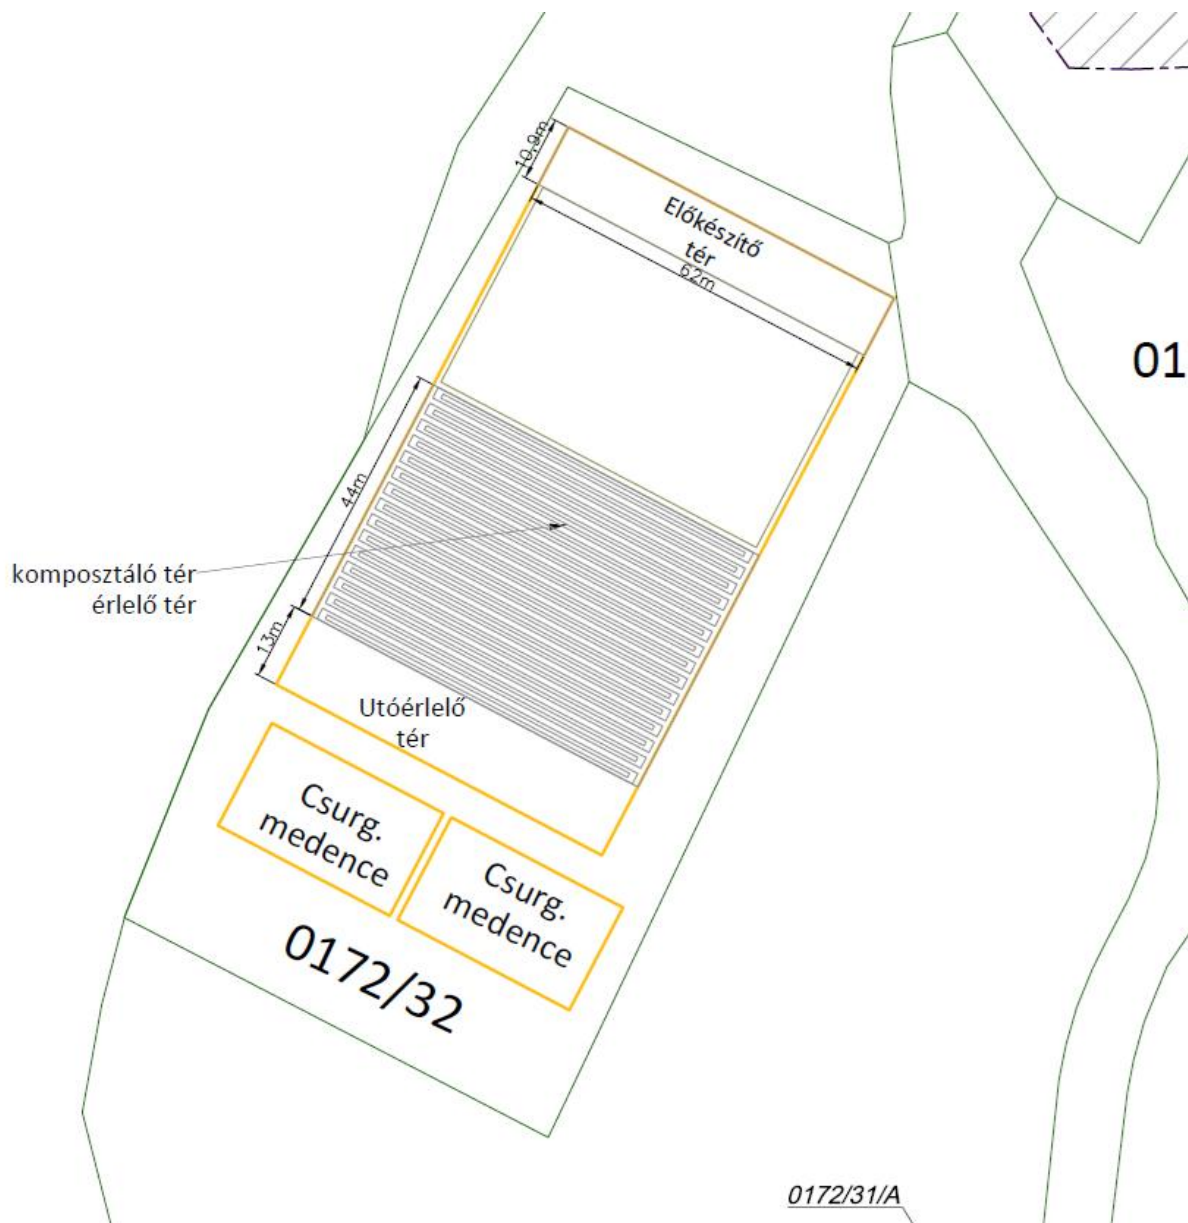 10,9m
Előkészítő
tér
62m
01
44m
komposztáló tér
érlelő tér
13m
Utóérlelő
tér
Csurg.
medence
Csurg.
medence
0172/32
0172/31/A